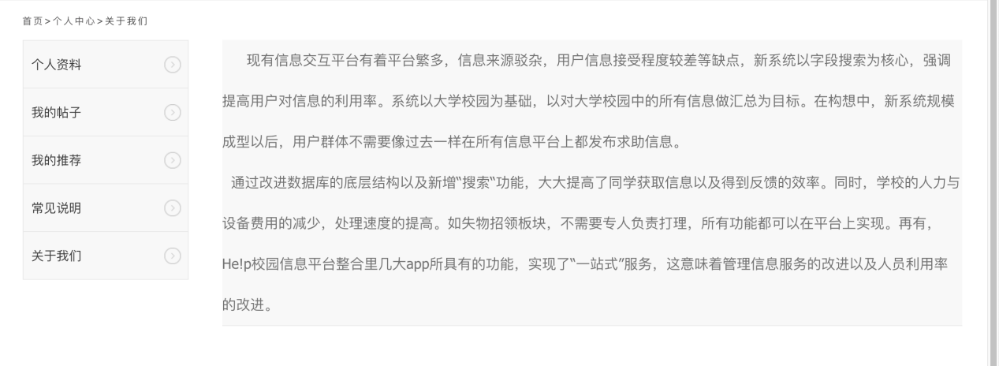 首页>个人中心>关于我们
个人资料
我的帖子
我的推荐
常见说明
关于我们
现有信息交互平台有着平台繁多，信息来源驳杂，用户信息接受程度较差等缺点，新系统以字段搜索为核心，强调
提高用户对信息的利用率。系统以大学校园为基础，以对大学校园中的所有信息做汇总为目标。在构想中，新系统规模
成型以后，用户群体不需要像过去一样在所有信息平台上都发布求助信息。
通过改进数据库的底层结构以及新增“搜索“功能，大大提高了同学获取信息以及得到反馈的效率。同时，学校的人力与
设备费用的减少，处理速度的提高。如失物招领板块，不需要专人负责打理，所有功能都可以在平台上实现。再有，
He!p校园信息平台整合里几大app所具有的功能，实现了“一站式”服务，这意味着管理信息服务的改进以及人员利用率
的改进。